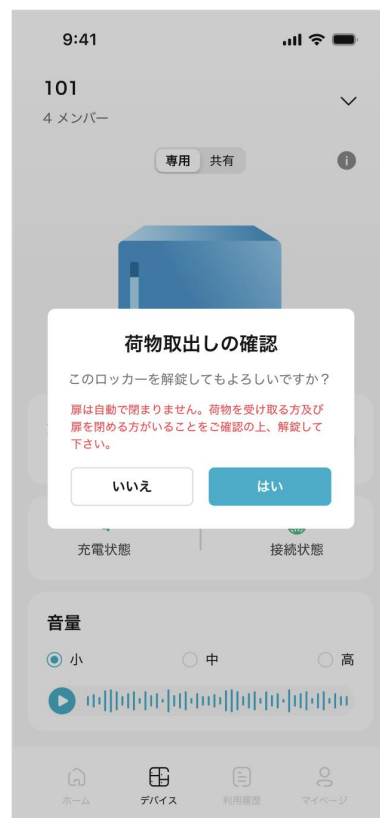 9:41
101
4 メンバー
専用 共有
荷物取出しの確認
このロッカーを解錠してもよろしいですか？
扉は自動で閉まりません。荷物を受け取る方及び
扉を閉める方がいることをご確認の上、解錠して
下さい。
いいえ はい
充電状態 接続状態
音量
小 中 高
ホーム デバイス 利用履歴 マイページ